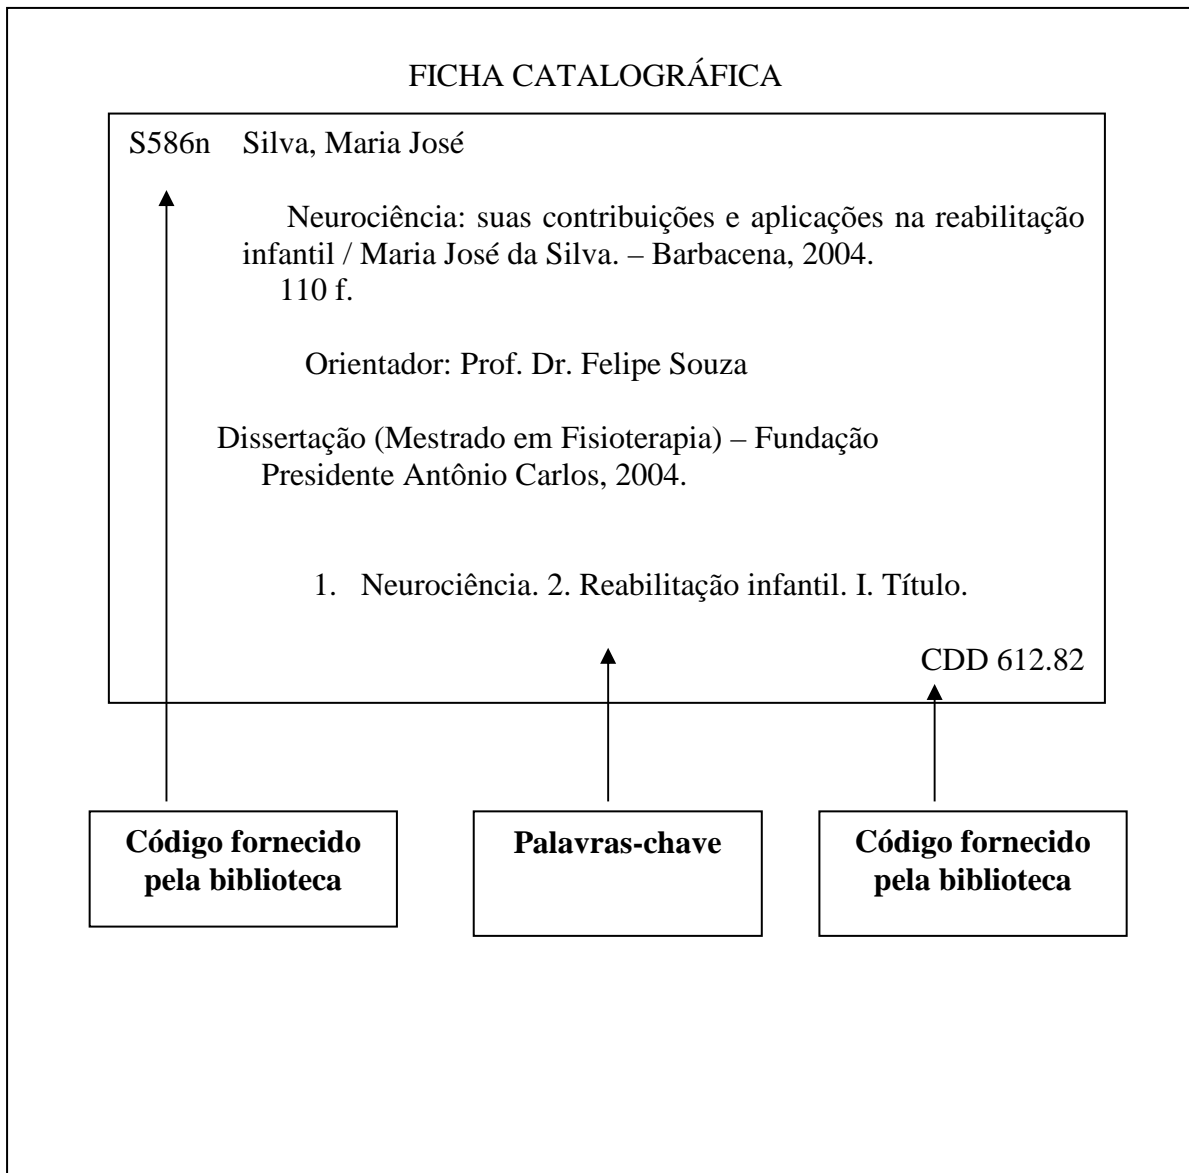 FICHA CATALOGRÁFICA
S586n Silva, Maria José
Neurociência: suas contribuições e aplicações na reabilitação
infantil / Maria José da Silva. – Barbacena, 2004.
110 f.
Orientador: Prof. Dr. Felipe Souza
Dissertação (Mestrado em Fisioterapia) – Fundação
Presidente Antônio Carlos, 2004.
1. Neurociência. 2. Reabilitação infantil. I. Título.
CDD 612.82
Código fornecido
pela biblioteca
Palavras-chave
Código fornecido
pela biblioteca